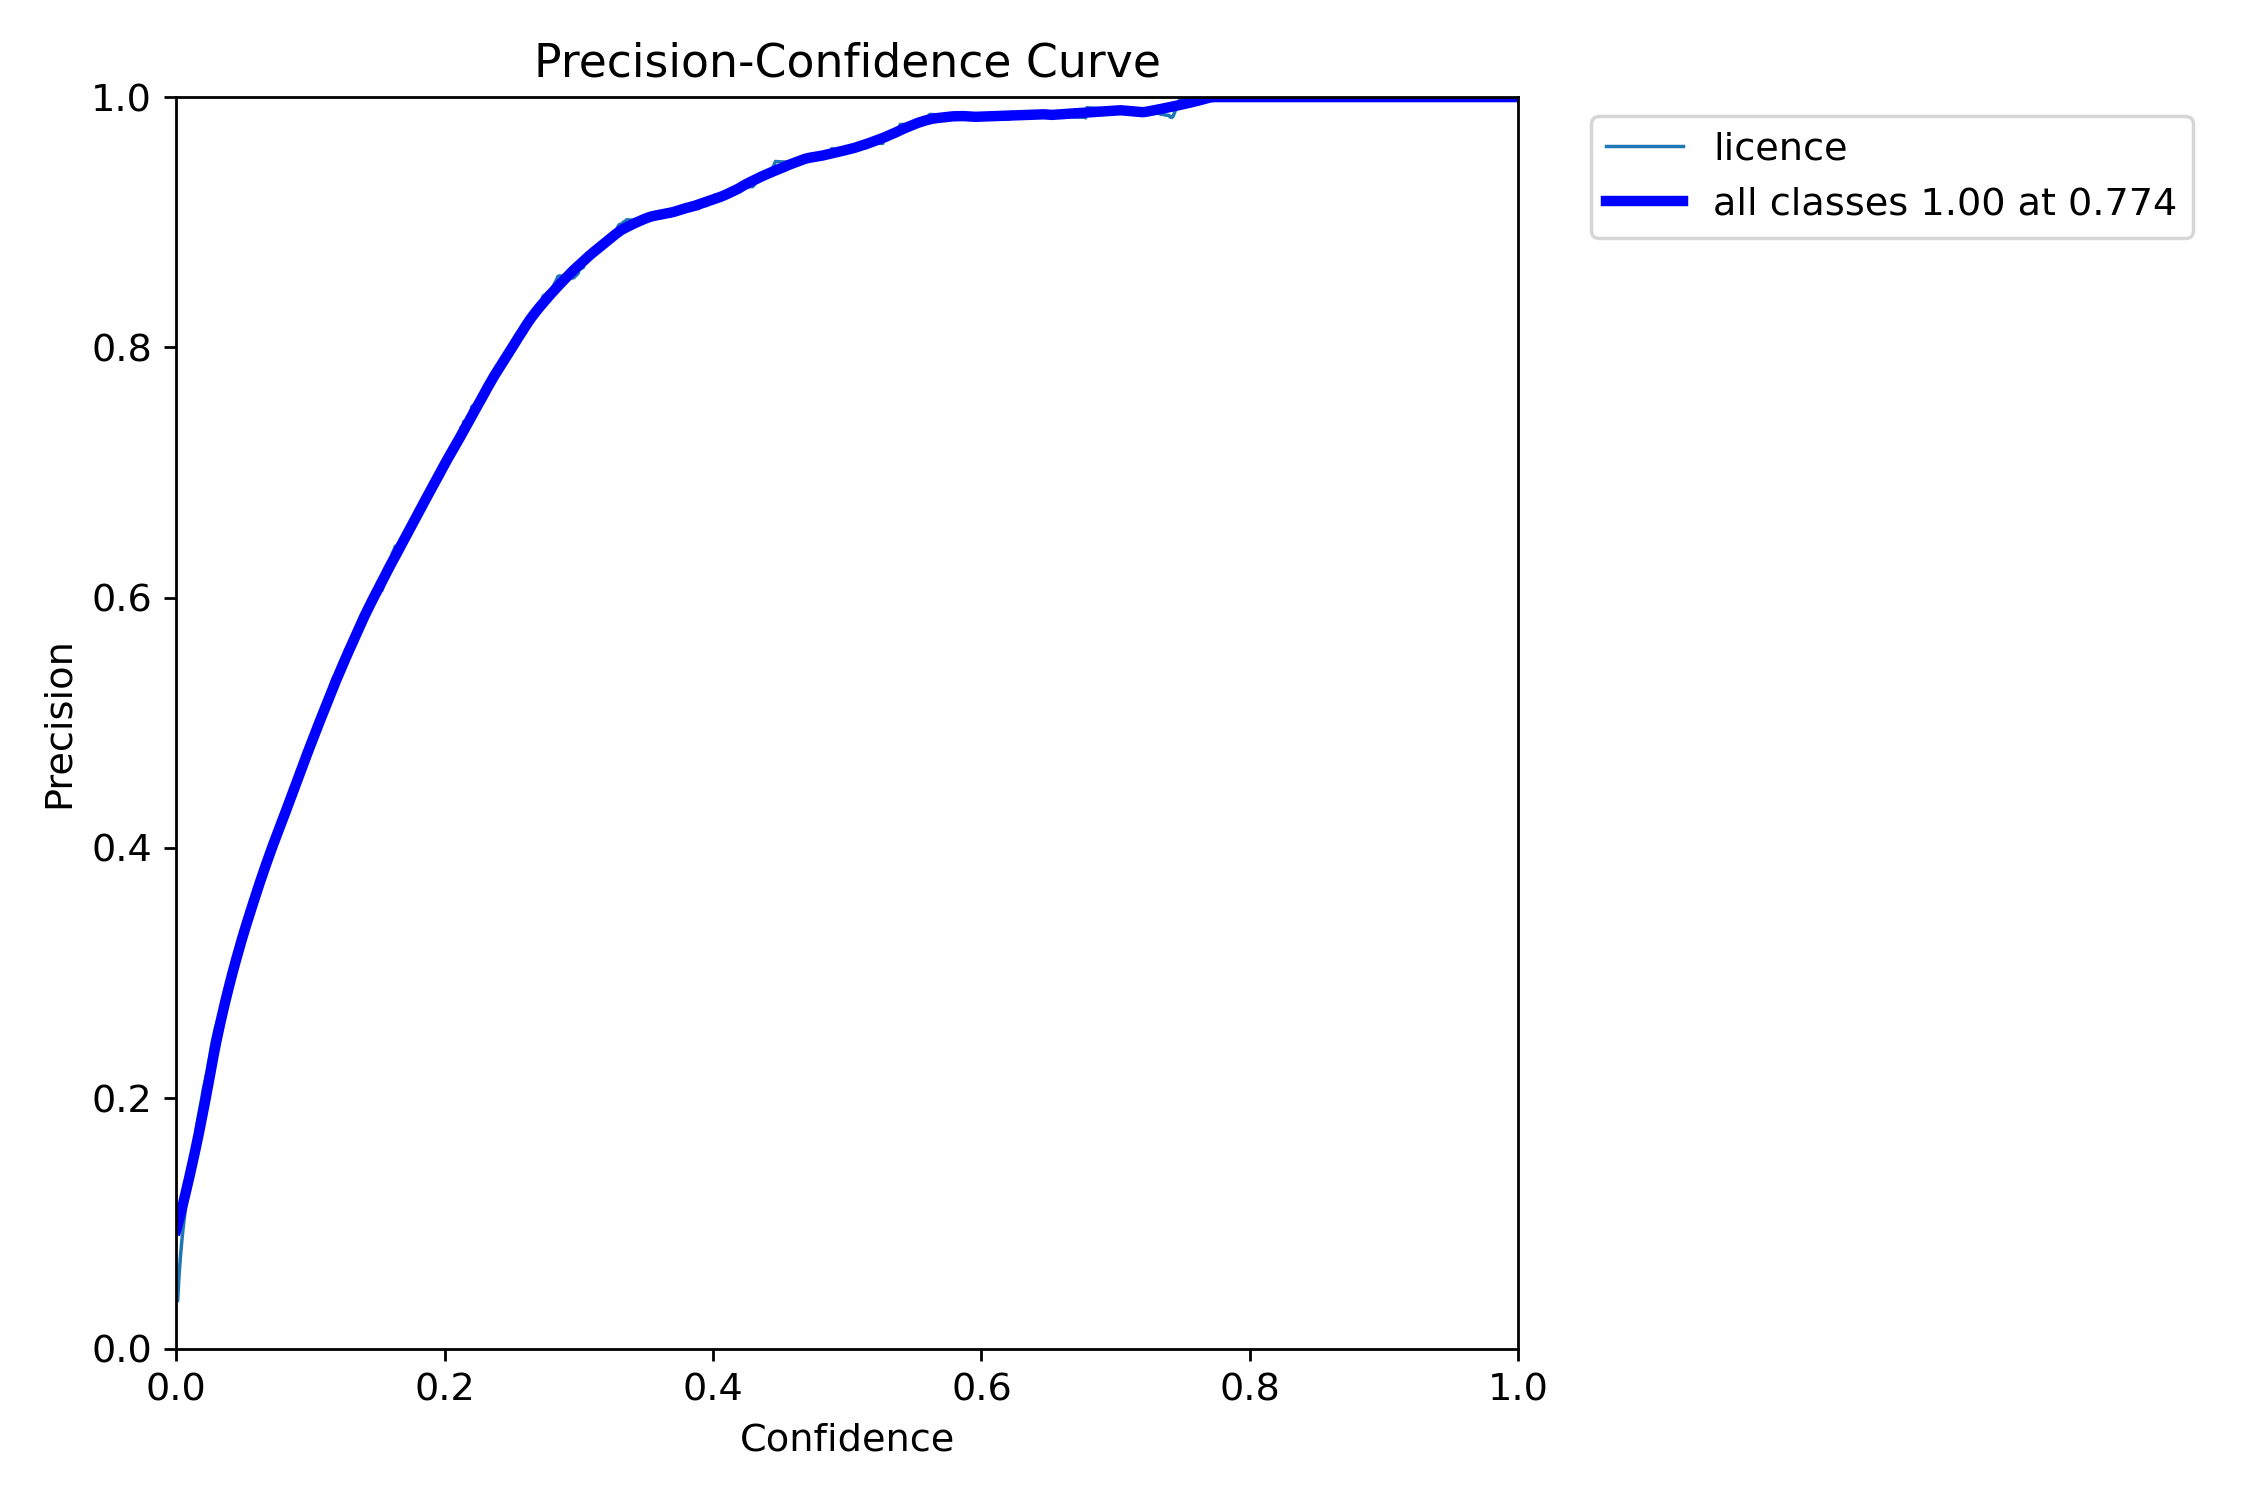 Precision-Confidence Curve
1.0
0.8
0.6
0.4
0.2
0.0
Precision
0.0 0.2 0.4 0.6 0.8 1.0
Confidence
licence
all classes 1.00 at 0.774